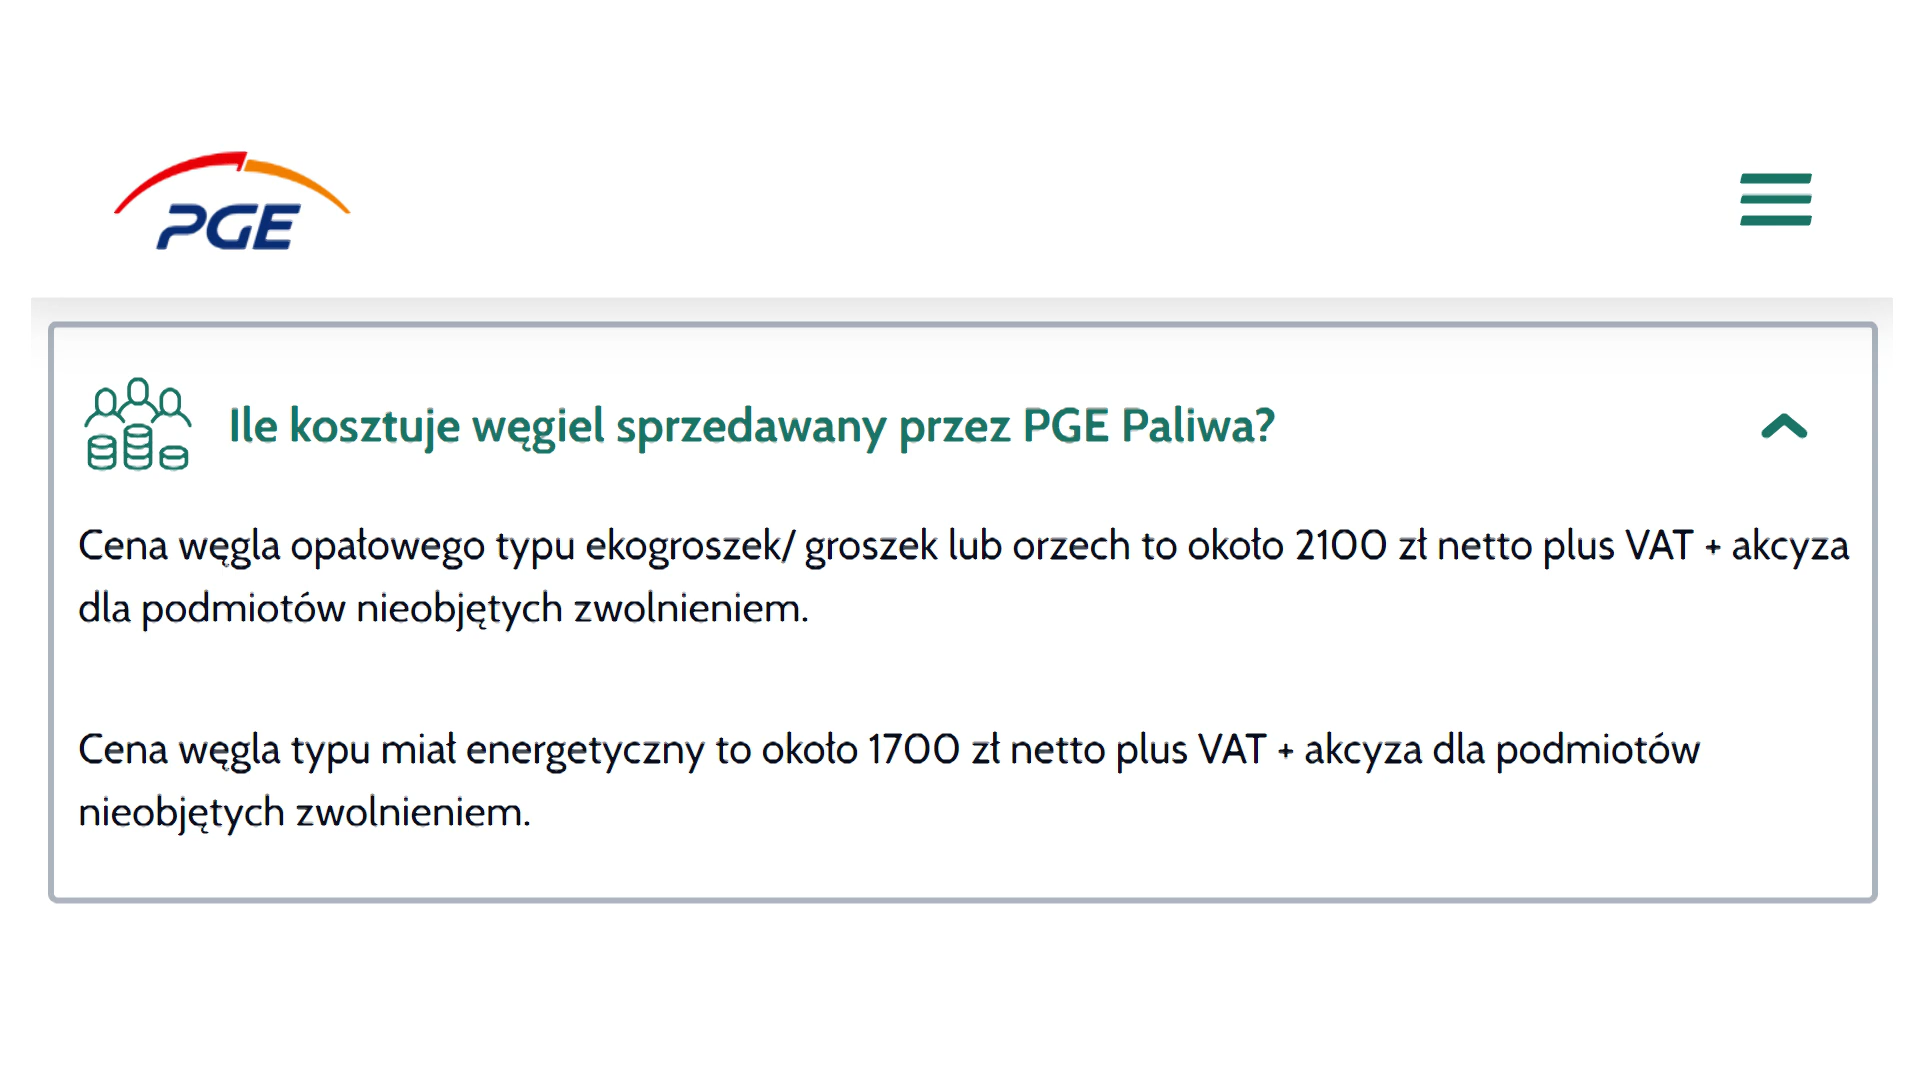 PGE
Ile kosztuje węgiel sprzedawany przez PGE Paliwa?
Cena węgla opałowego typu ekogroszek/ groszek lub orzech to około 2100 zł netto plus VAT + akcyza
dla podmiotów nieobjętych zwolnieniem.
Cena węgla typu miał energetyczny to około 1700 zł netto plus VAT + akcyza dla podmiotów
nieobjętych zwolnieniem.